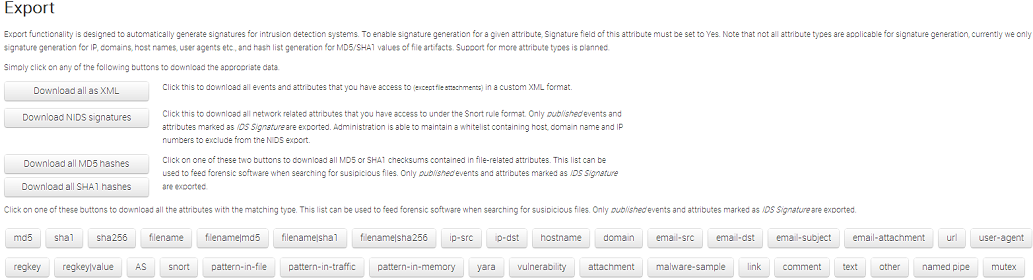 Export
Export functionality is designed to automatically generate signatures for intrusion detection systems. To enable signature generation for a given attribute, Signature field of this attribute must be set to Yes. Note that not all attribute types are applicable for signature generation, currently we only
signature generation for IP, domains, host names, user agents etc., and hash list generation for MD5/SHA1 values of file artifacts. Support for more attribute types is planned.
Simply click on any of the following buttons to download the appropriate data.
Download all as XML
Click this to download all events and attributes that you have access to (except file attachments) in a custom XML format.
Download NIDS signatures
Click this to download all network related attributes that you have access to under the Snort rule format. Only published events and
attributes marked as IDS Signature are exported. Administration is able to maintain a whitelist containing host, domain name and IP
numbers to exclude from the NIDS export.
Download all MD5 hashes
Download all SHA1 hashes
Click on one of these two buttons to download all MD5 or SHA1 checksums contained in file-related attributes. This list can be
used to feed forensic software when searching for susipicious files. Only published events and attributes marked as IDS Signature
are exported.
Click on one of these buttons to download all the attributes with the matching type. This list can be used to feed forensic software when searching for susipicious files. Only published events and attributes marked as IDS Signature are exported.
md5 sha1 sha256 filename filename|md5 filename|sha1 filename|sha256 ip-src ip-dst hostname domain email-src email-dst email-subject email-attachment url user-agent
regkey regkey|value AS snort pattern-in-file pattern-in-traffic pattern-in-memory yara vulnerability attachment malware-sample link comment text other named pipe mutex